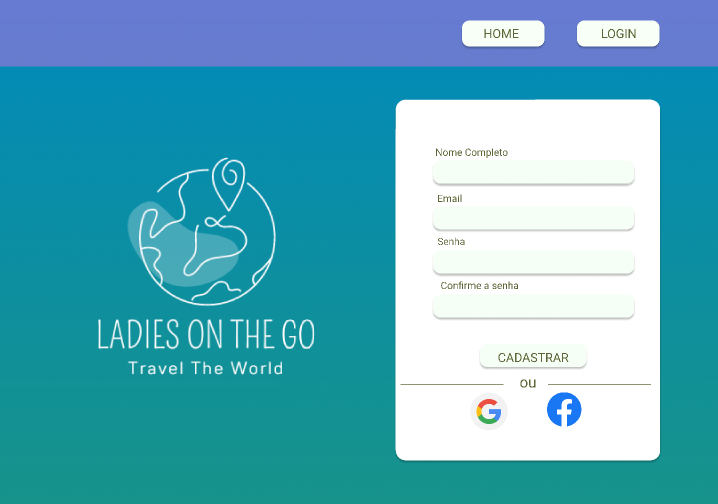 HOME
LOGIN
Nome Completo
Email
Senha
Confirme a senha
CADASTRAR
ou
LADIES ON THE GO
Travel The World